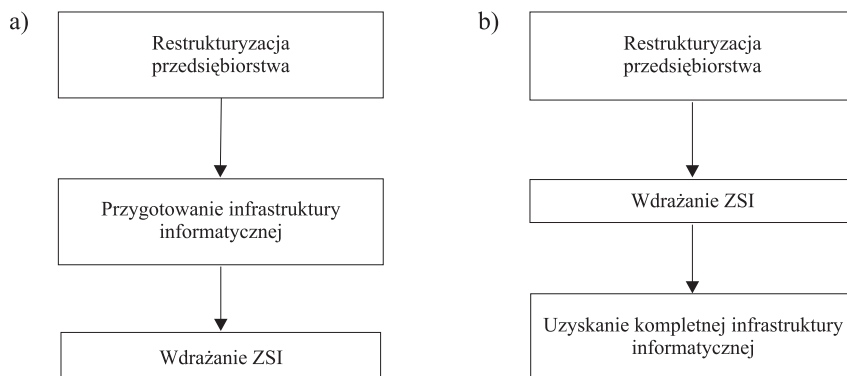 a)
Restrukturyzacja
przedsiębiorstwa
Przygotowanie infrastruktury
informatycznej
Wdrażanie ZSI
b)
Restrukturyzacja
przedsiębiorstwa
Wdrażanie ZSI
Uzyskanie kompletnej infrastruktury
informatycznej